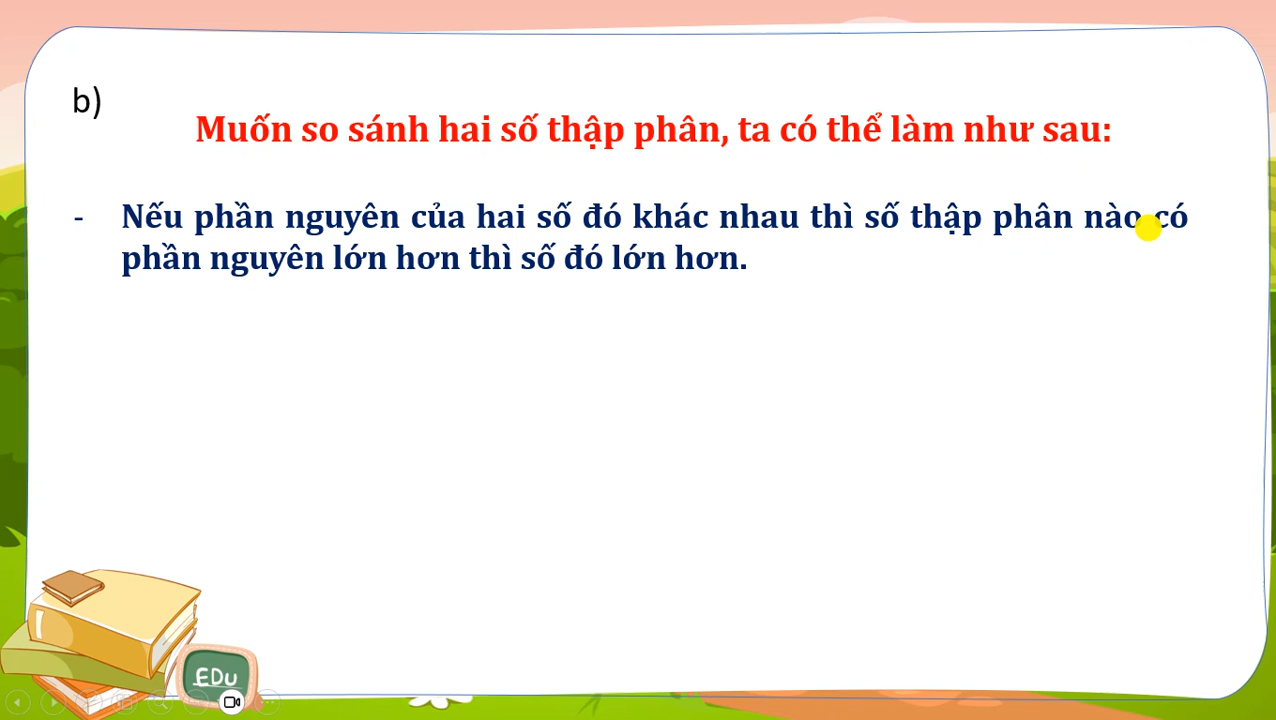 b)
Muốn so sánh hai số thập phân, ta có thể làm như sau:
- Nếu phần nguyên của hai số đó khác nhau thì số thập phân nào có
phần nguyên lớn hơn thì số đó lớn hơn.
EDU